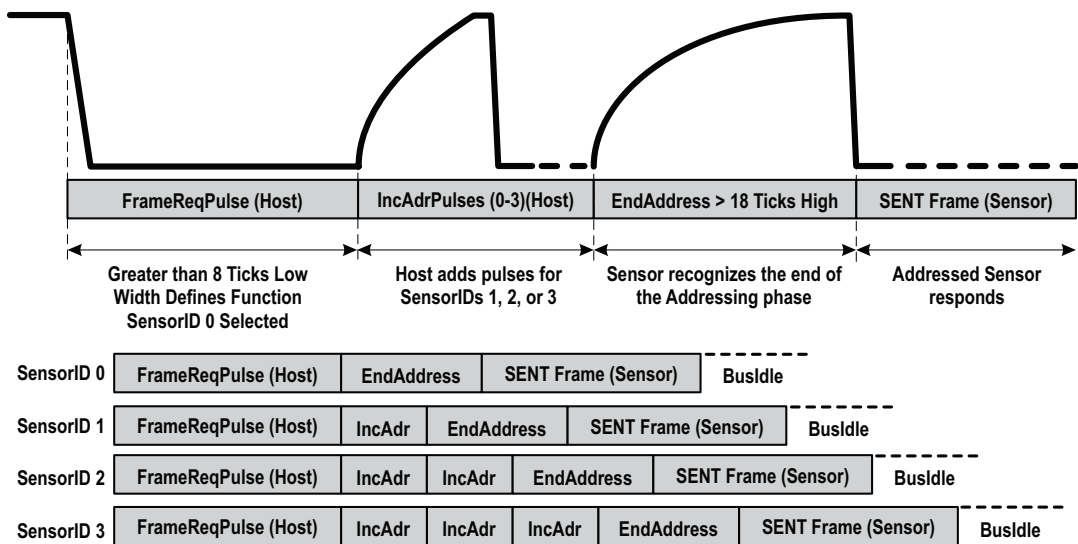 FrameReqPulse (Host) IncAdrPulses (0-3)(Host) EndAddress > 18 Ticks High SENT Frame (Sensor)
Greater than 8 Ticks Low
Width Defines Function
SensorID 0 Selected
Host adds pulses for
SensorIDs 1, 2, or 3
Sensor recognizes the end of
the Addressing phase
Addressed Sensor
responds
SensorID 0 FrameReqPulse (Host) EndAddress SENT Frame (Sensor) BusIdle
SensorID 1 FrameReqPulse (Host) IncAdr EndAddress SENT Frame (Sensor) BusIdle
SensorID 2 FrameReqPulse (Host) IncAdr IncAdr EndAddress SENT Frame (Sensor) BusIdle
SensorID 3 FrameReqPulse (Host) IncAdr IncAdr IncAdr EndAddress SENT Frame (Sensor) BusIdle